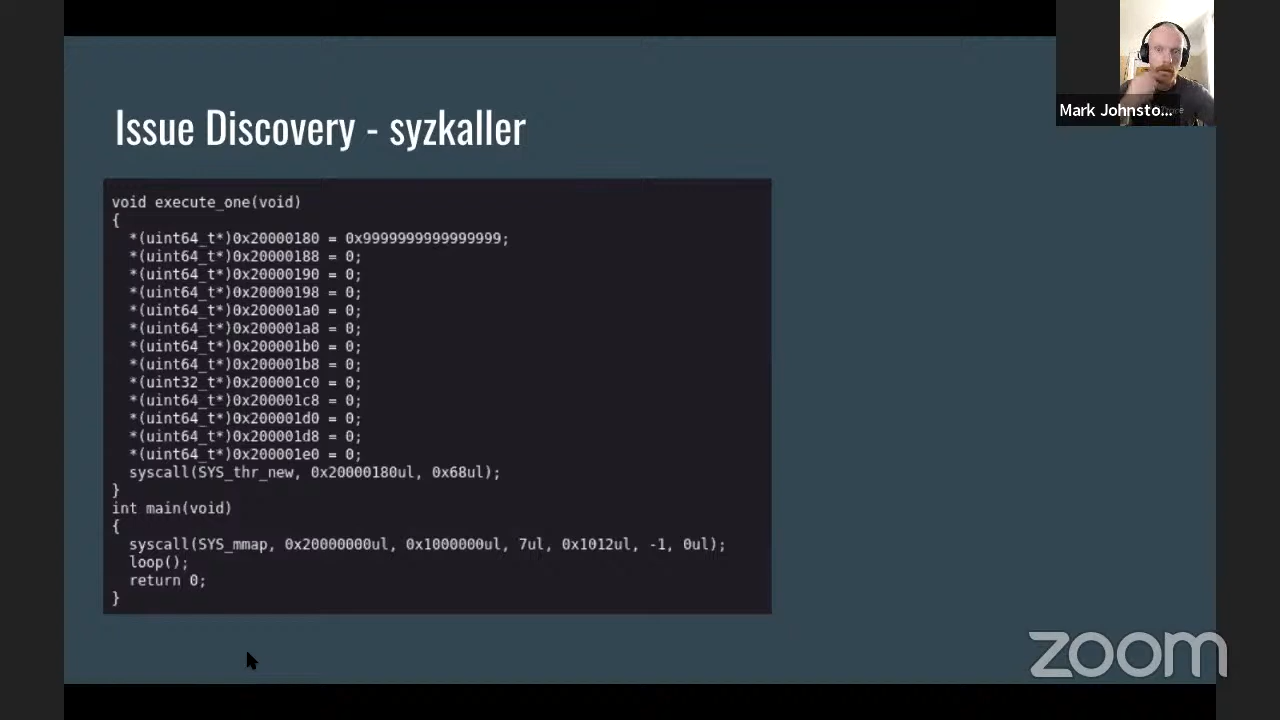 Mark Johnsto...
Issue Discovery - syzkaller
void execute_one(void)
{
  *(uint64_t*)0x20000180 = 0x9999999999999999;
  *(uint64_t*)0x20000188 = 0;
  *(uint64_t*)0x20000190 = 0;
  *(uint64_t*)0x20000198 = 0;
  *(uint64_t*)0x200001a0 = 0;
  *(uint64_t*)0x200001a8 = 0;
  *(uint64_t*)0x200001b0 = 0;
  *(uint64_t*)0x200001b8 = 0;
  *(uint32_t*)0x200001c0 = 0;
  *(uint64_t*)0x200001c8 = 0;
  *(uint64_t*)0x200001d0 = 0;
  *(uint64_t*)0x200001d8 = 0;
  *(uint64_t*)0x200001e0 = 0;
  syscall(SYS_thr_new, 0x20000180ul, 0x68ul);
}
int main(void)
{
  syscall(SYS_mmap, 0x20000000ul, 0x1000000ul, 7ul, 0x1012ul, -1, 0ul);
  loop();
  return 0;
}
zoom